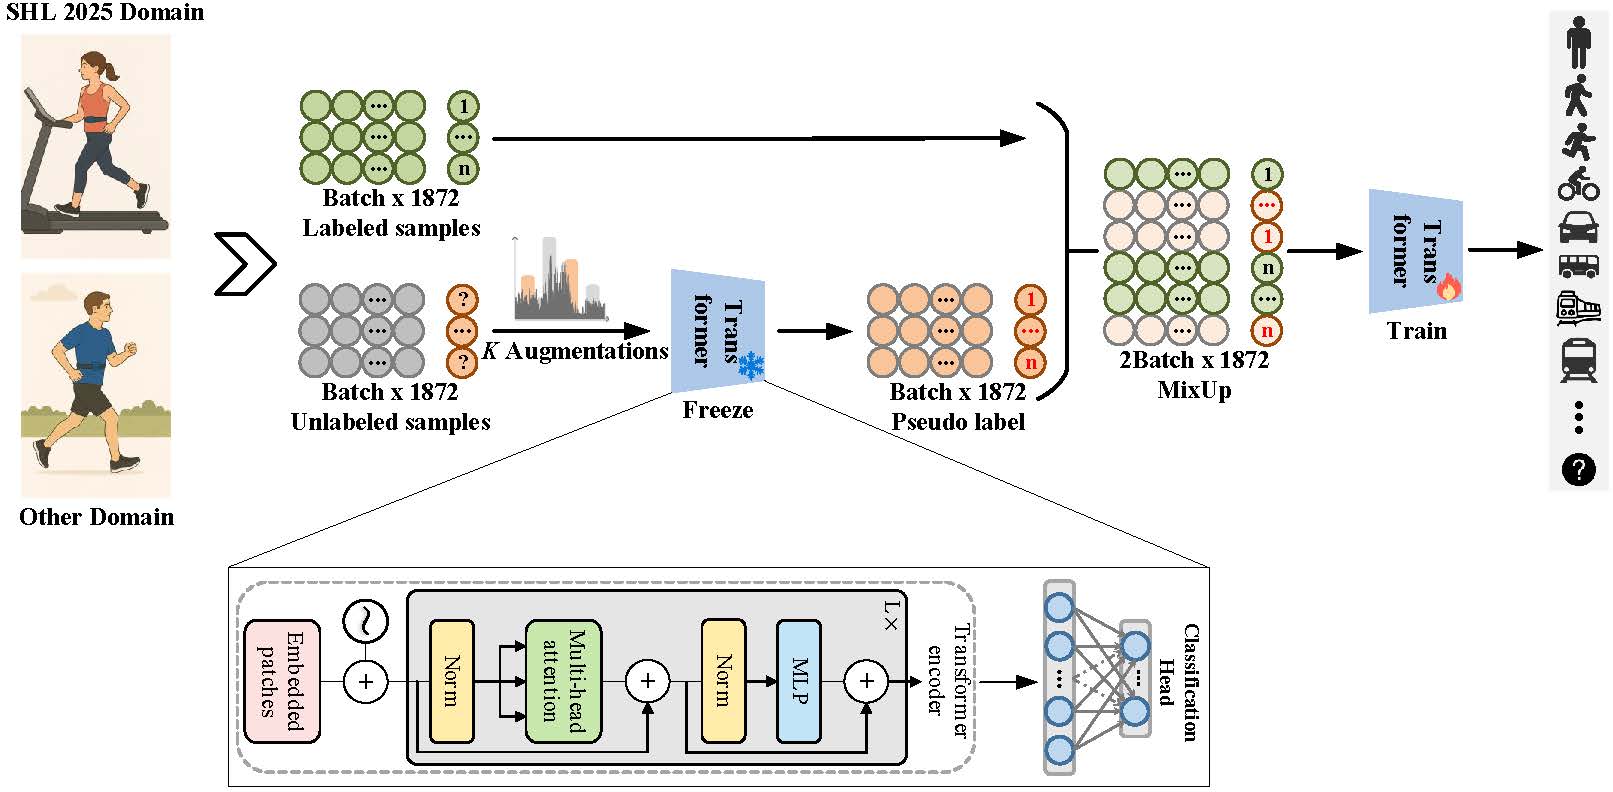 SHL 2025 Domain
Other Domain
... 1
... ...
... n
Batch x 1872
Labeled samples
... ?
... ...
... ?
Batch x 1872
Unlabeled samples
K Augmentations
Trans
former
Freeze
... 1
... ...
... n
Batch x 1872
Pseudo label
... 1
... ...
... 1
... n
... ...
... n
2Batch x 1872
MixUp
Trans
former
Train
?
Embedded
patches
+
Norm
Multi-head
attention
+
Norm
MLP
+
L×
Transformer
encoder
...
...
Classification
Head